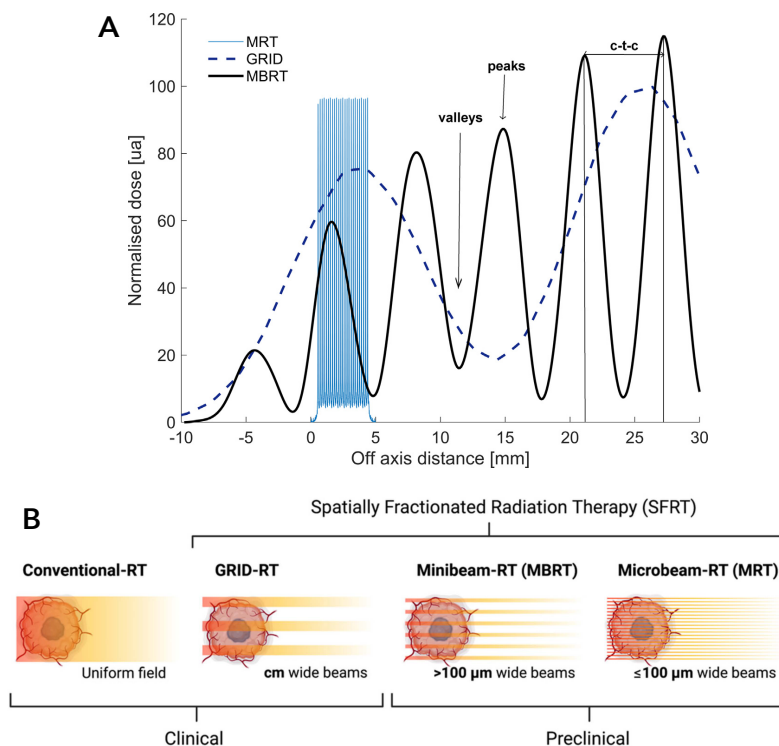 A
MRT
GRID
MBRT
c-t-c
peaks
valleys
Normalised dose [ua]
120
100
80
60
40
20
0
-10 -5 0 5 10 15 20 25 30
Off axis distance [mm]
B
Spatially Fractionated Radiation Therapy (SFRT)
Conventional-RT GRID-RT Minibeam-RT (MBRT) Microbeam-RT (MRT)
Uniform field cm wide beams >100 µm wide beams ≤100 µm wide beams
Clinical Preclinical